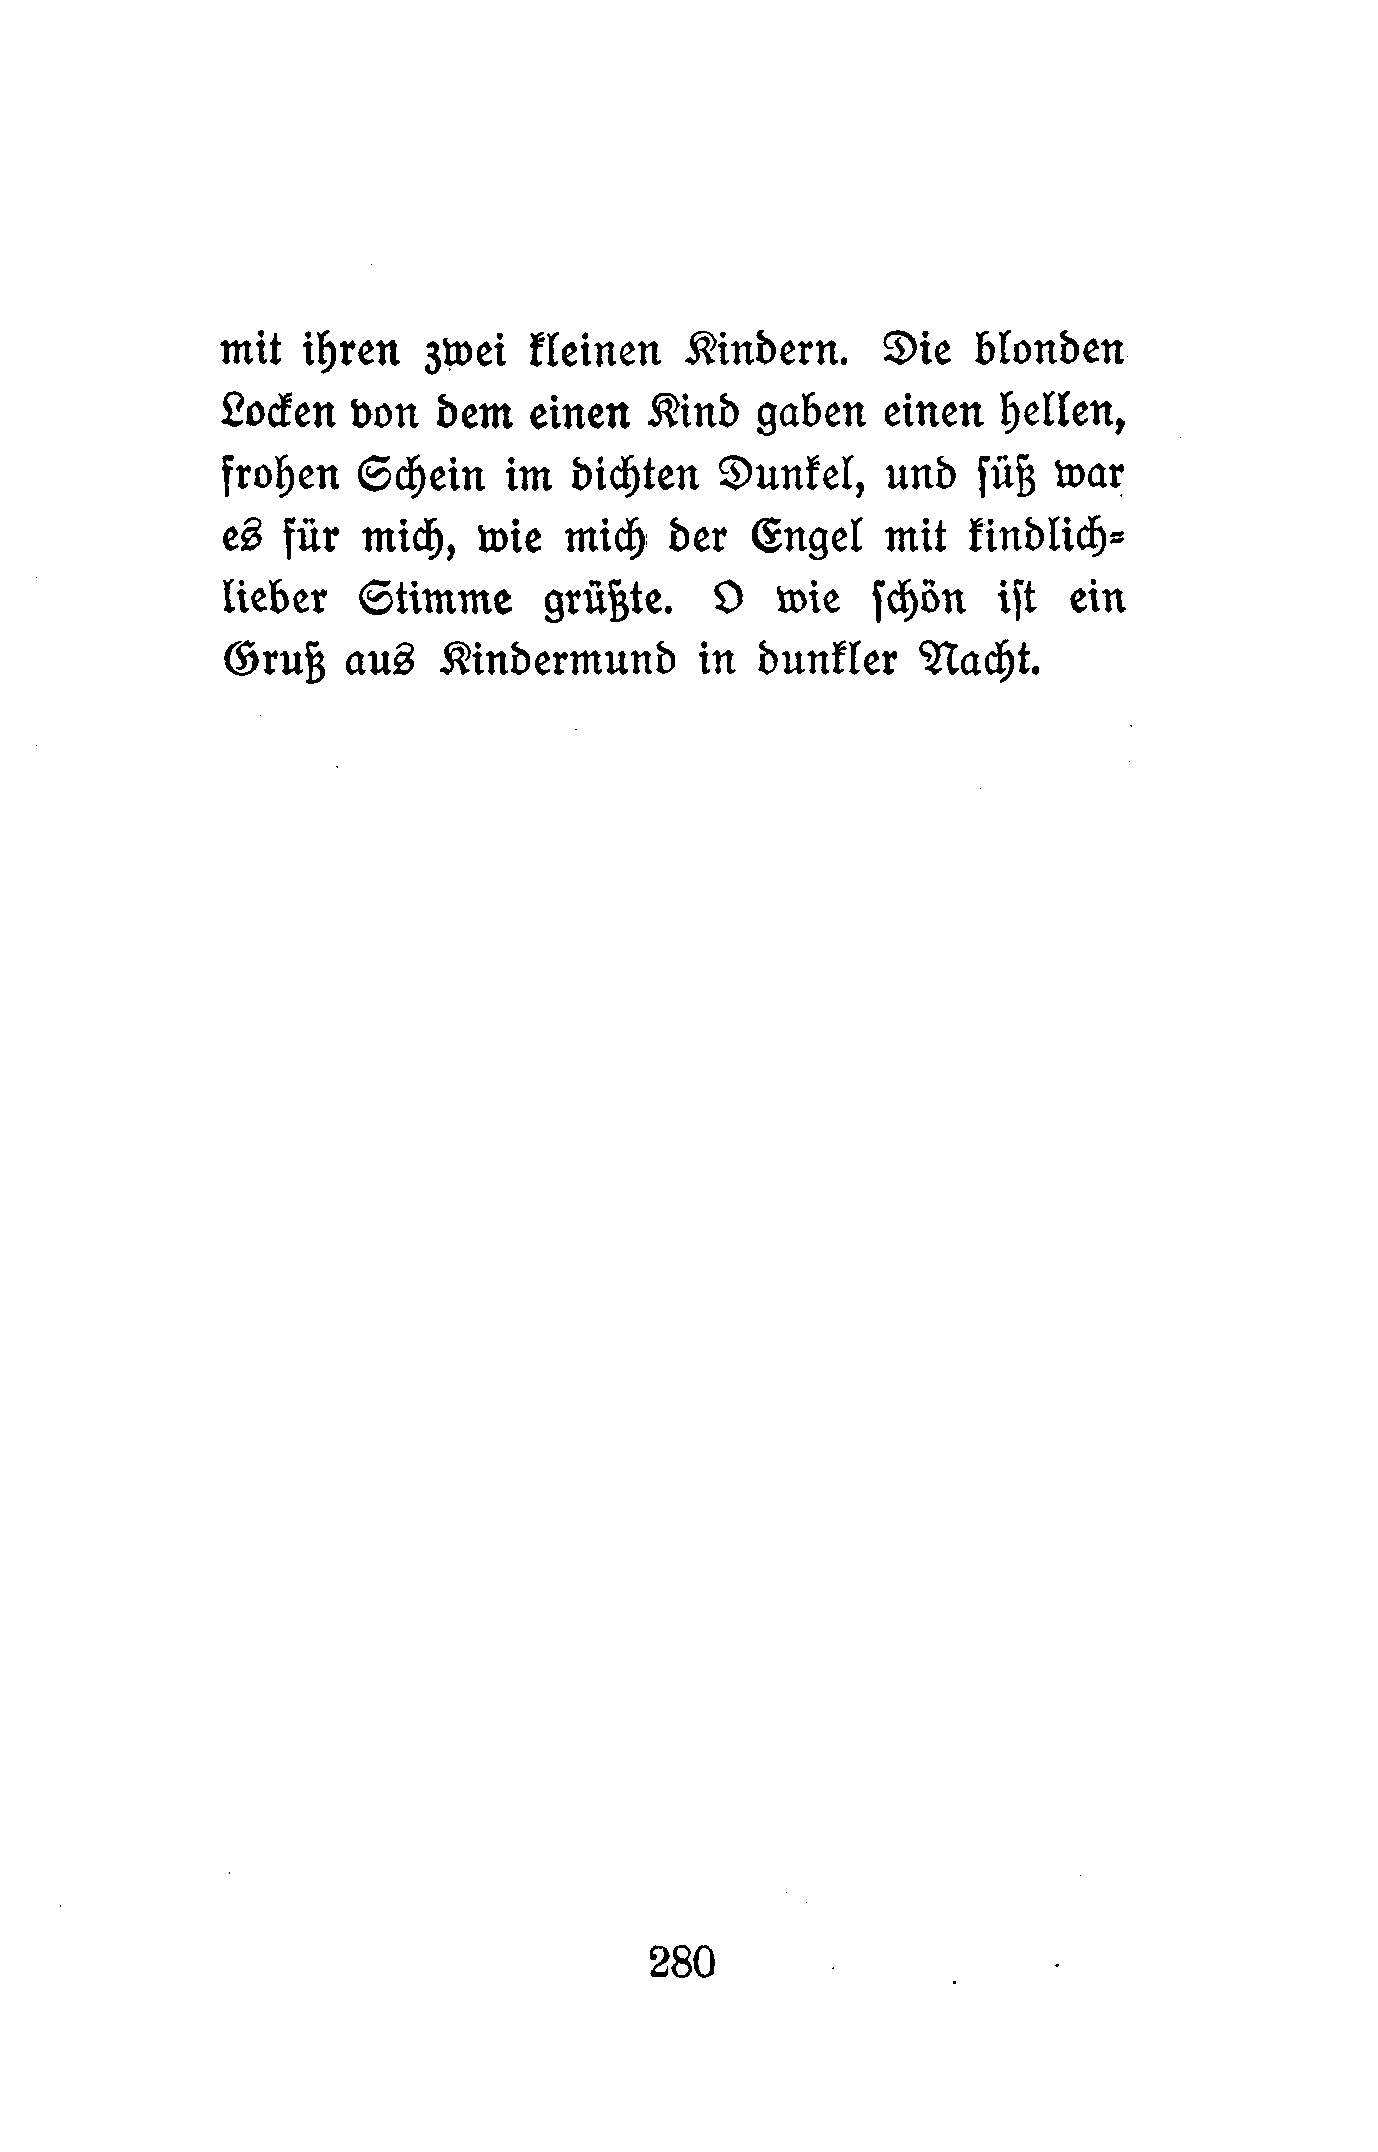 mit ihren zwei kleinen Kindern. Die blonden
Locken von dem einen Kind gaben einen hellen,
frohen Schein im dichten Dunkel, und ſüß war
es für mich, wie mich der Engel mit kindlich-
lieber Stimme grüßte. O wie ſchön iſt ein
Gruß aus Kindermund in dunkler Nacht.
280